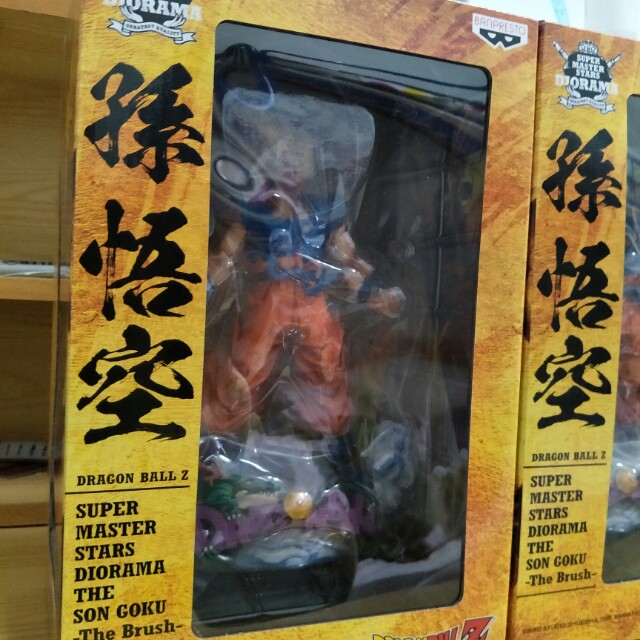 DIORAMA
BANPRESTO
孫
悟
空
DRAGON BALL Z
SUPER
MASTER
STARS
DIORAMA
THE
SON GOKU
-The Brush-
SUPER
MASTER
STARS
DIORAMA
孫
悟
空
DRAGON BALL Z
SUPER
MASTER
STARS
DIORAMA
THE
SON GOKU
-The Brush-